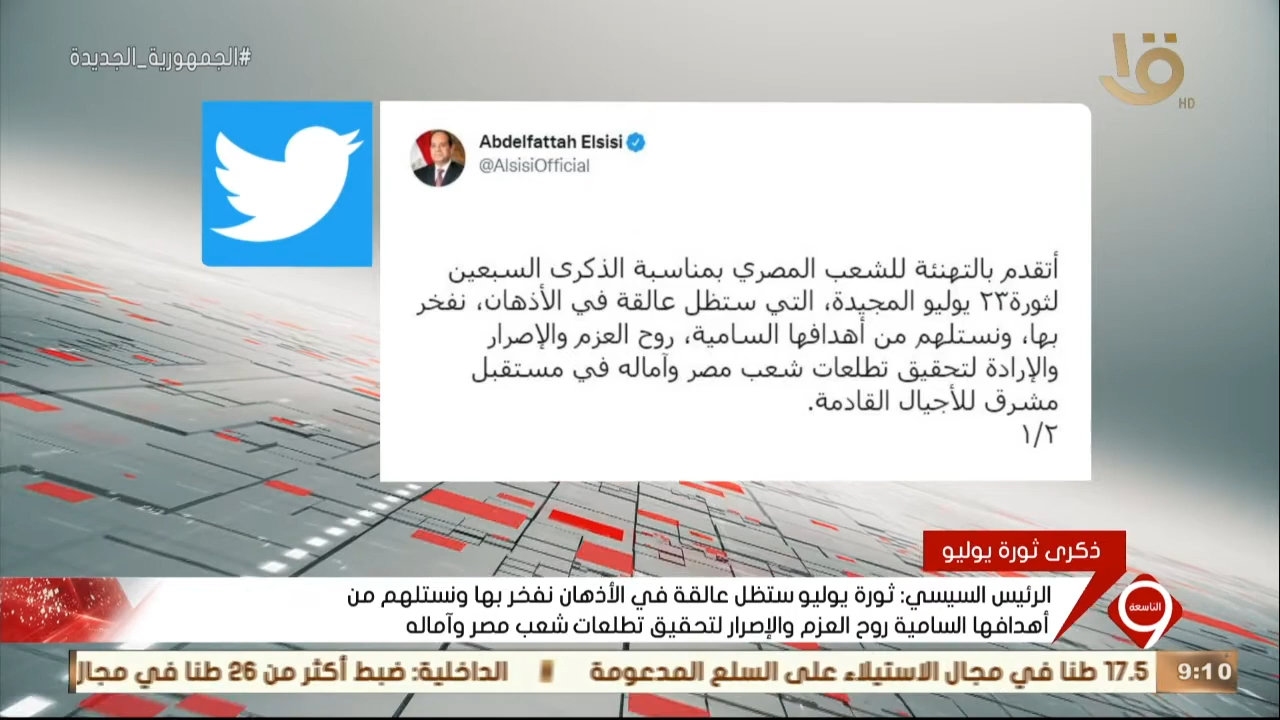 #الجمهورية_الجديدة
HD
Abdelfattah Elsisi
@AlsisiOfficial
أتقدم بالتهنئة للشعب المصري بمناسبة الذكرى السبعين
لثورة٢٣ يوليو المجيدة، التي ستظل عالقة في الأذهان، نفخر
بها، ونستلهم من أهدافها السامية، روح العزم والإصرار
والإرادة لتحقيق تطلعات شعب مصر وآماله في مستقبل
مشرق للأجيال القادمة.
١/٢
ذكرى ثورة يوليو
الرئيس السيسي: ثورة يوليو ستظل عالقة في الأذهان نفخر بها ونستلهم من
أهدافها السامية روح العزم والإصرار لتحقيق تطلعات شعب مصر وآماله
التاسعة
17.5 طنا في مجال الاستيلاء على السلع المدعومة
الداخلية: ضبط أكثر من 26 طنا في مجال
9:10